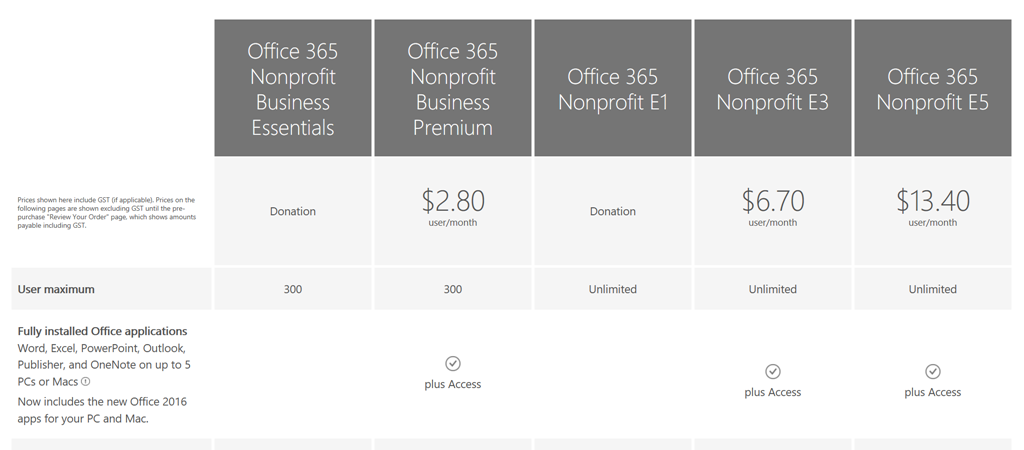 Office 365
Nonprofit
Business
Essentials
Office 365
Nonprofit
Business
Premium
Office 365
Nonprofit E1
Office 365
Nonprofit E3
Office 365
Nonprofit E5
Prices shown here include GST (if applicable). Prices on the
following pages are shown excluding GST until the pre-
purchase "Review Your Order" page, which shows amounts
payable including GST.
Donation
$2.80
user/month
Donation
$6.70
user/month
$13.40
user/month
User maximum
300
300
Unlimited
Unlimited
Unlimited
Fully installed Office applications
Word, Excel, PowerPoint, Outlook,
Publisher, and OneNote on up to 5
PCs or Macs
Now includes the new Office 2016
apps for your PC and Mac.
plus Access
plus Access
plus Access